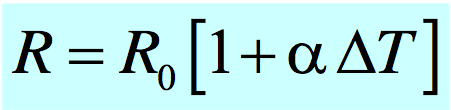 R = R₀[1 + α ΔT]